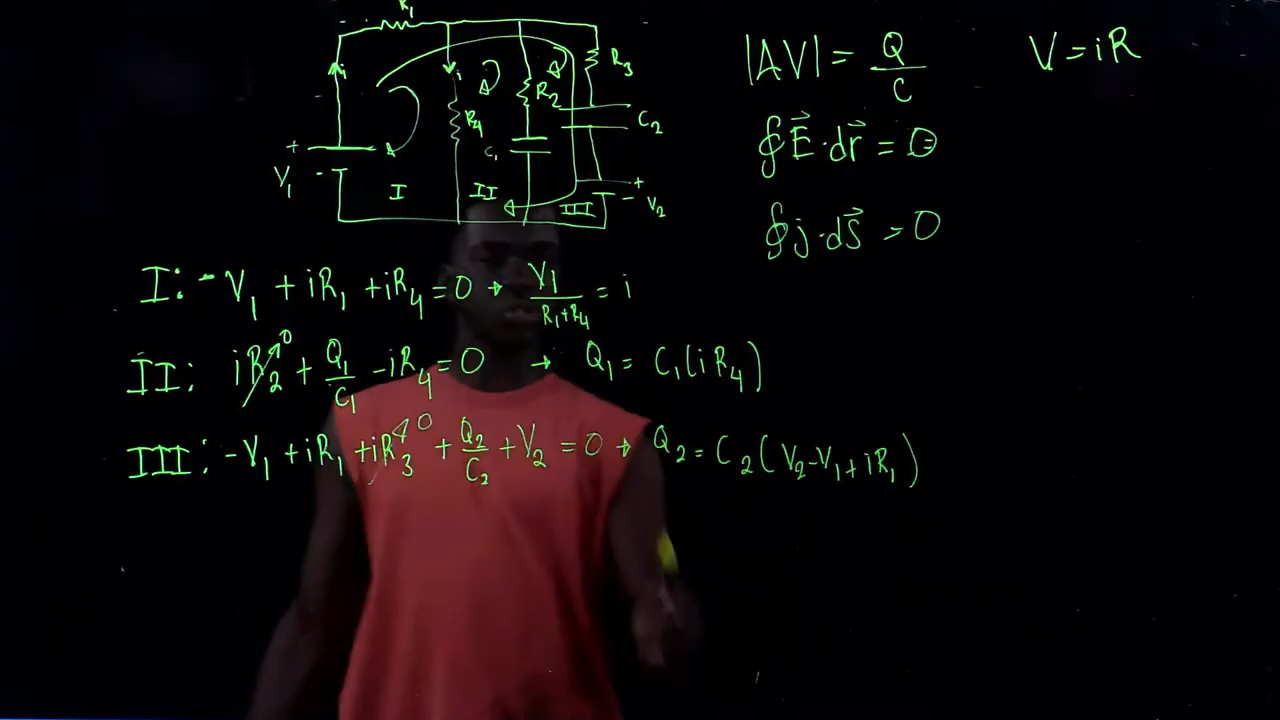 R₁
|ΔV| = Q/C
V = iR
i
i
R₃
R₂
R₄
C₂
C₁
∮E⃗·dr⃗ = 0
+
V₁ -
I
II
III
+
- V₂
∮j·ds⃗ = 0
I: -V₁ + iR₁ + iR₄ = 0 → V₁/(R₁+R₄) = i
II: iR₂→0 + Q₁/C₁ - iR₄ = 0 → Q₁ = C₁(iR₄)
III: -V₁ + iR₁ + iR₃→0 + Q₂/C₂ + V₂ = 0 → Q₂ = C₂(V₂-V₁+iR₁)